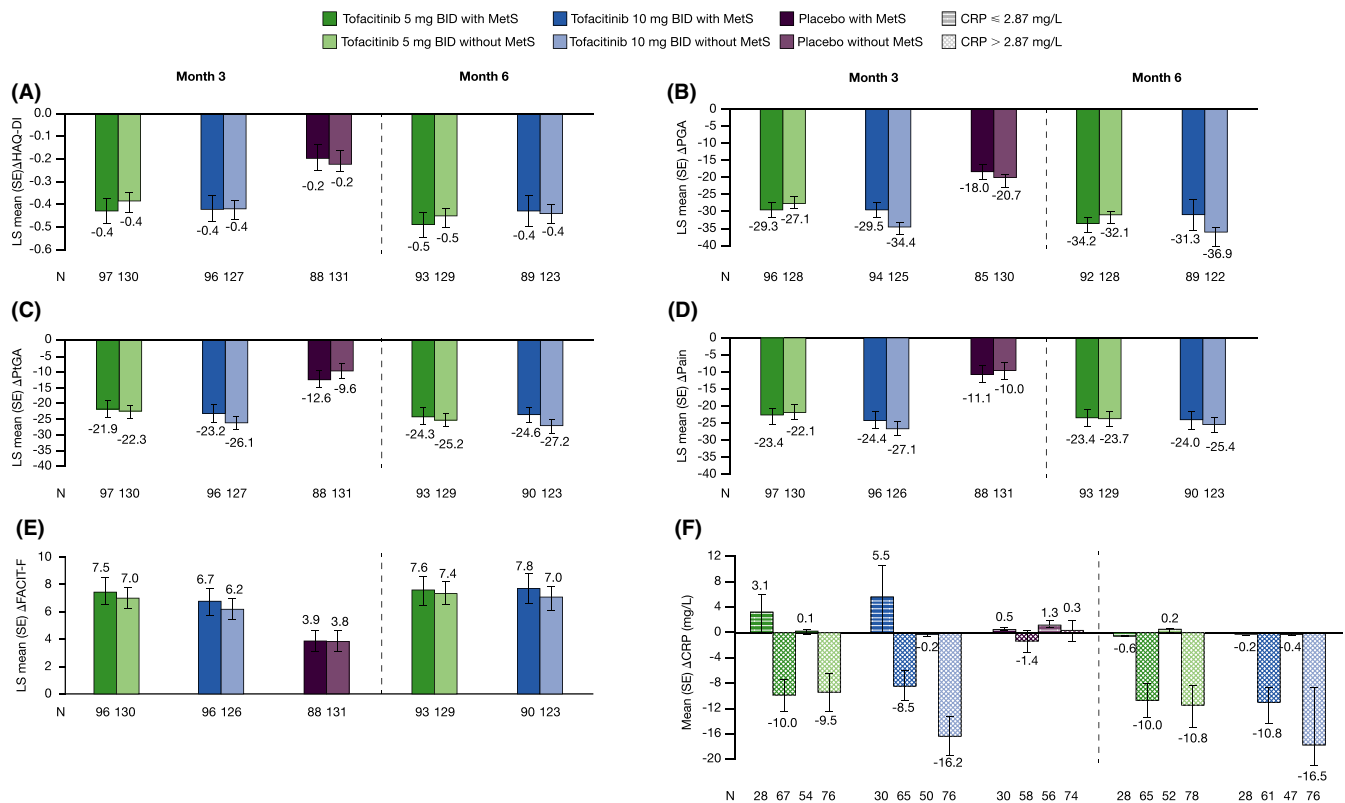 Tofacitinib 5 mg BID with MetS Tofacitinib 10 mg BID with MetS Placebo with MetS CRP ≤ 2.87 mg/L
Tofacitinib 5 mg BID without MetS Tofacitinib 10 mg BID without MetS Placebo without MetS CRP > 2.87 mg/L
Month 3 Month 6
(A)
LS mean (SE)ΔHAQ-DI
0.0
-0.1
-0.2
-0.3
-0.4
-0.5
-0.6
-0.4 -0.4 -0.4 -0.4 -0.2 -0.2 -0.5 -0.5 -0.4 -0.4
N 97 130 96 127 88 131 93 129 89 123
Month 3 Month 6
(B)
LS mean (SE) ΔPGA
0
-5
-10
-15
-20
-25
-30
-35
-40
-29.3 -27.1 -29.5 -34.4 -18.0 -20.7 -34.2 -32.1 -31.3 -36.9
N 96 128 94 125 85 130 92 128 89 122
(C)
LS mean (SE) ΔPtGA
0
-5
-10
-15
-20
-25
-30
-35
-40
-21.9 -22.3 -23.2 -26.1 -12.6 -9.6 -24.3 -25.2 -24.6 -27.2
N 97 130 96 127 88 131 93 129 90 123
(D)
LS mean (SE) ΔPain
0
-5
-10
-15
-20
-25
-30
-35
-40
-23.4 -22.1 -24.4 -27.1 -11.1 -10.0 -23.4 -23.7 -24.0 -25.4
N 97 130 96 126 88 131 93 129 90 123
(E)
LS mean (SE) ΔFACIT-F
10
8
6
4
2
0
7.5 7.0 6.7 6.2 3.9 3.8 7.6 7.4 7.8 7.0
N 96 130 96 126 88 131 93 129 90 123
(F)
Mean (SE) ΔCRP (mg/L)
12
8
4
0
-4
-8
-12
-16
-20
3.1 -10.0 0.1 -9.5 5.5 -8.5 -0.2 -16.2 0.5 -1.4 1.3 0.3 -0.6 -10.0 0.2 -10.8 -0.2 -10.8 -0.4 -16.5
N 28 67 54 76 30 65 50 76 30 58 56 74 28 65 52 78 28 61 47 76